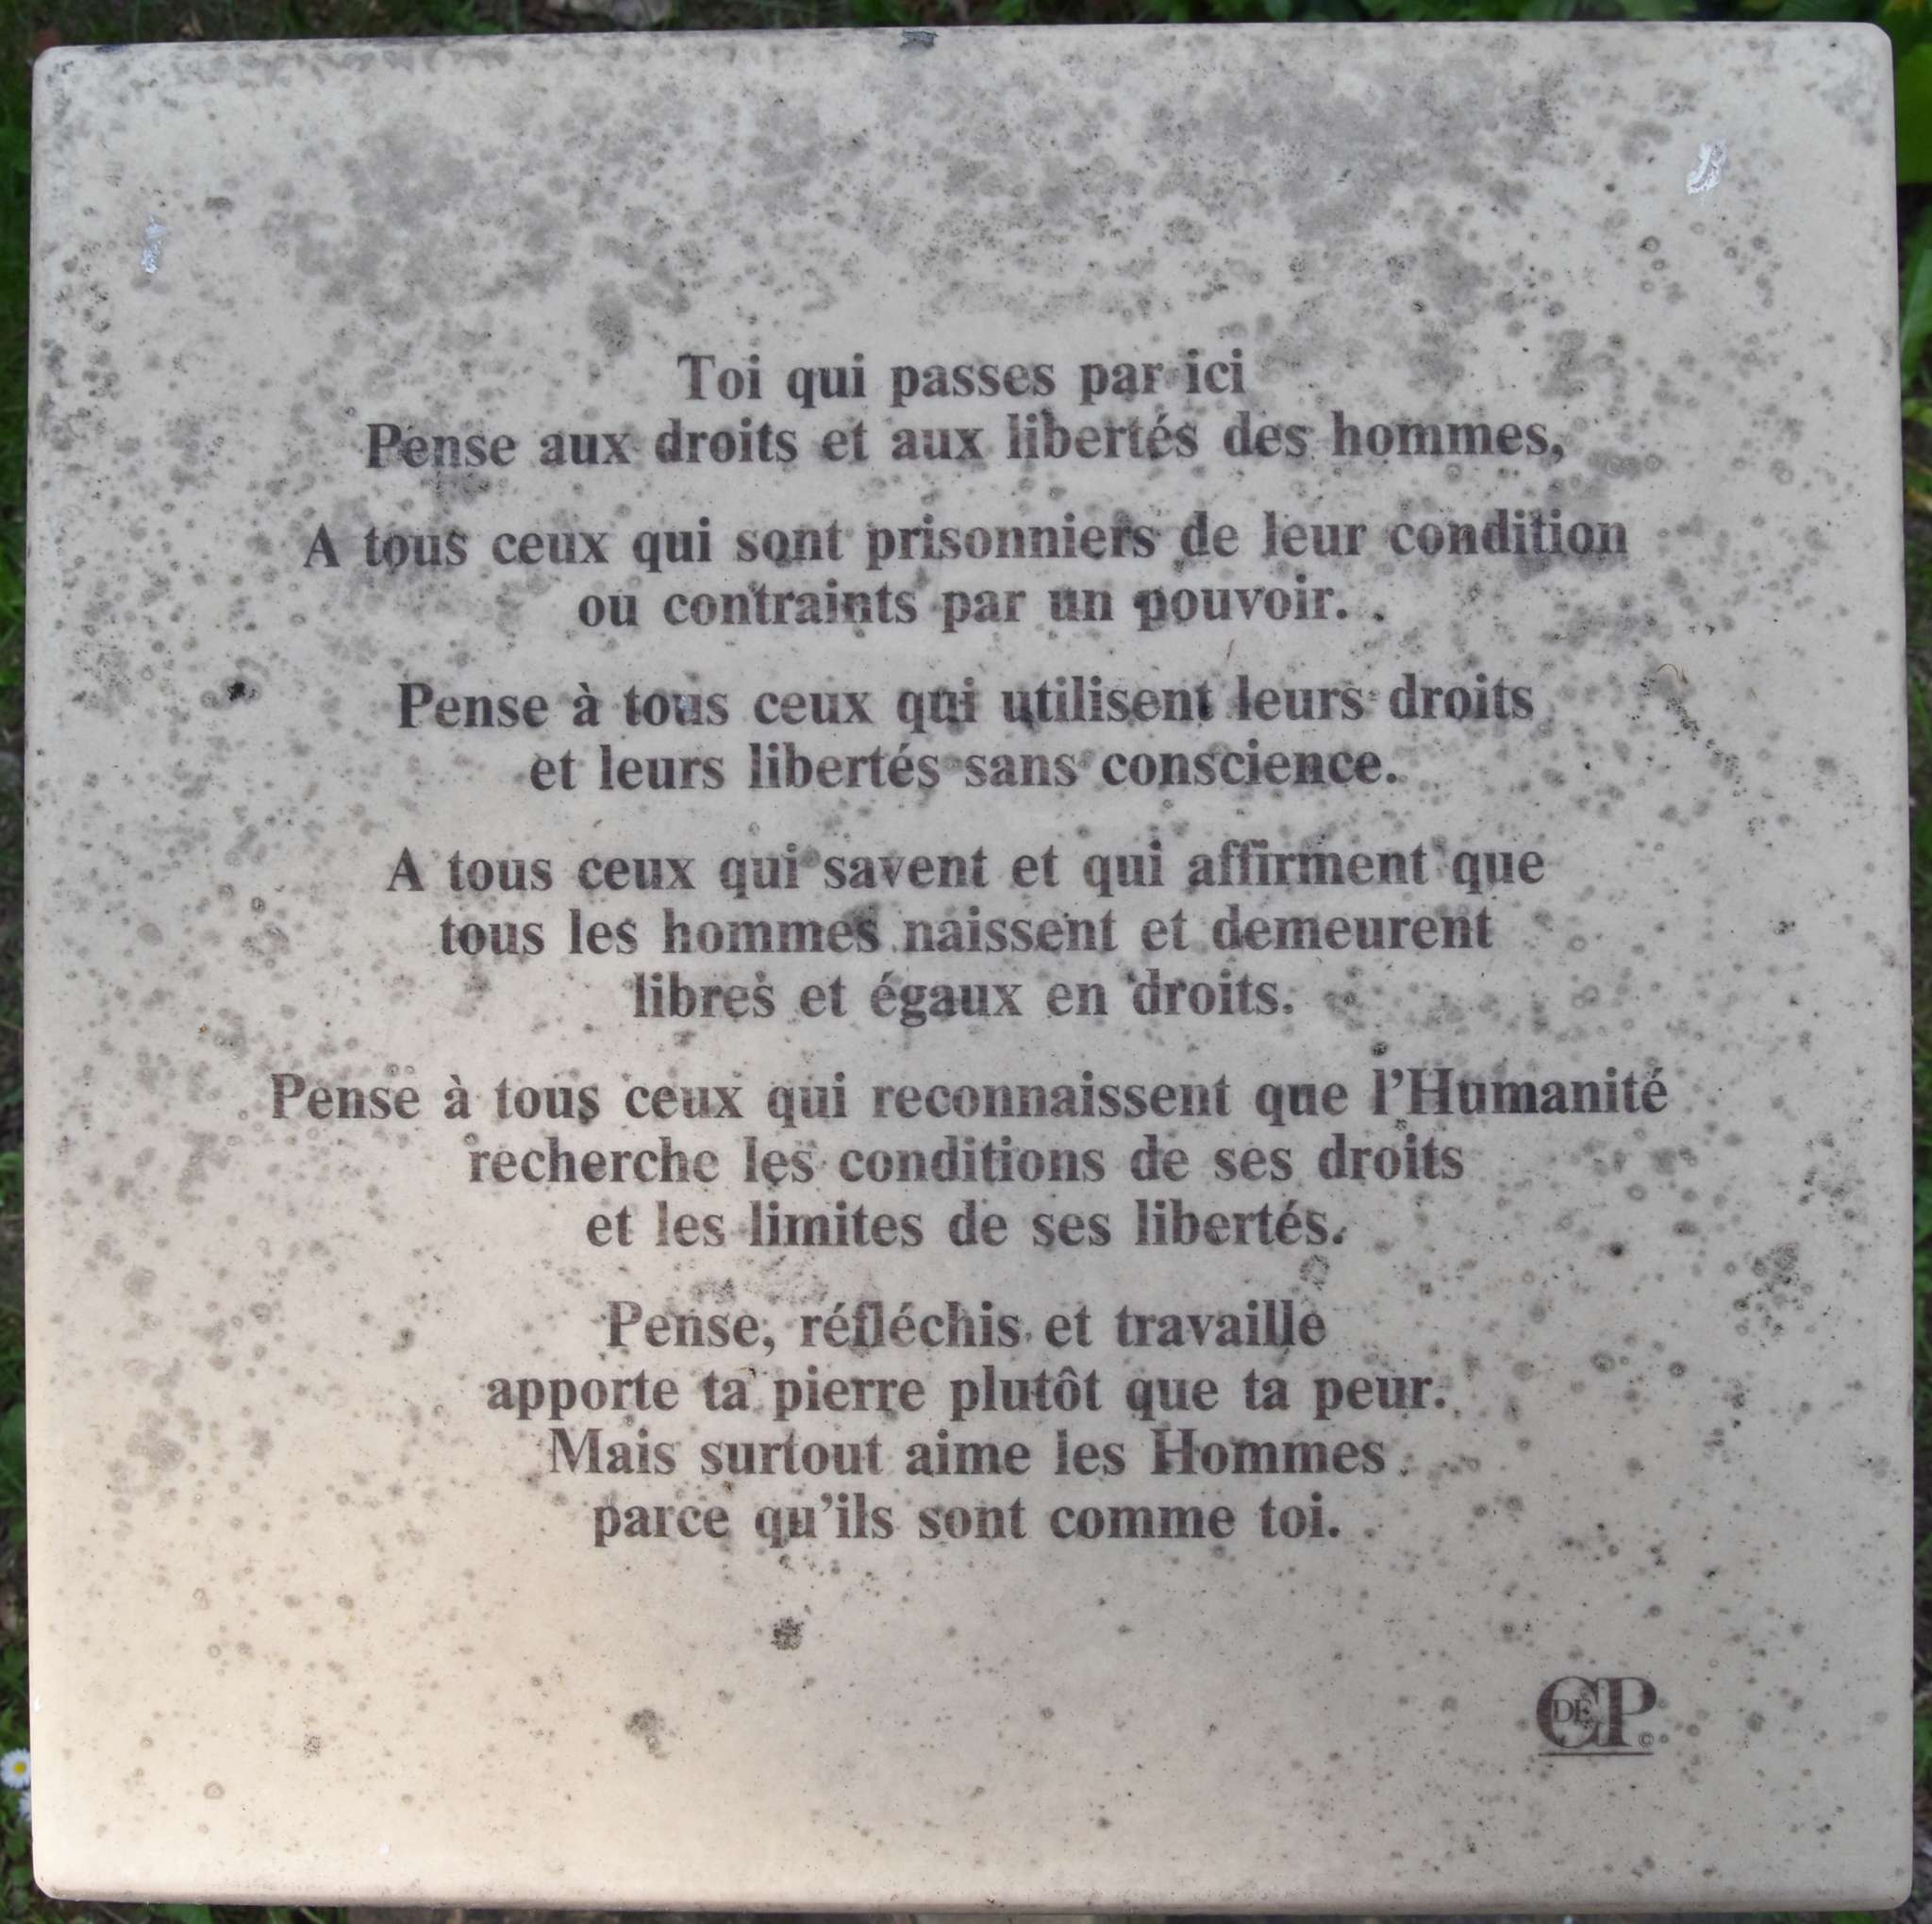 Toi qui passes par ici
Pense aux droits et aux libertés des hommes,
A tous ceux qui sont prisonniers de leur condition
ou contraints par un pouvoir.
Pense à tous ceux qui utilisent leurs droits
et leurs libertés sans conscience.
A tous ceux qui savent et qui affirment que
tous les hommes naissent et demeurent
libres et égaux en droits.
Pense à tous ceux qui reconnaissent que l'Humanité
recherche les conditions de ses droits
et les limites de ses libertés.
Pense, réfléchis et travaille
apporte ta pierre plutôt que ta peur.
Mais surtout aime les Hommes
parce qu'ils sont comme toi.